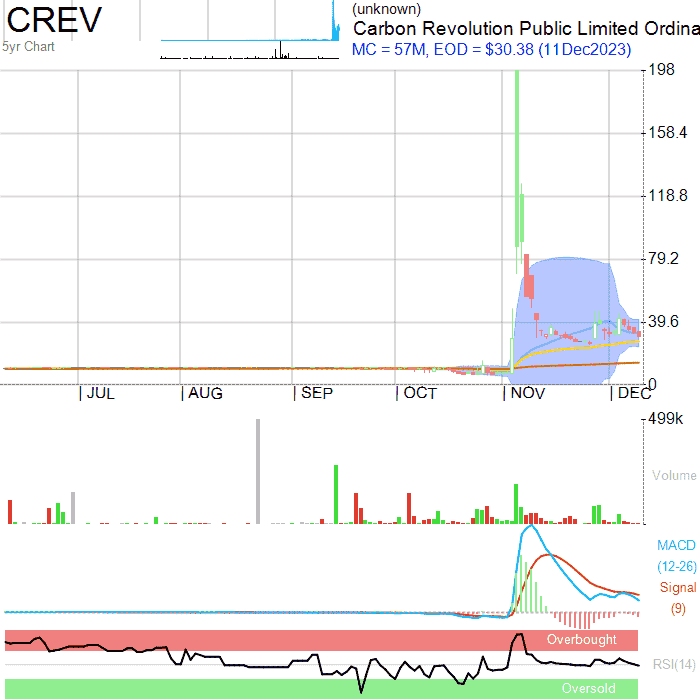 CREV
5yr Chart
(unknown)
Carbon Revolution Public Limited Ordina
MC = 57M, EOD = $30.38 (11Dec2023)
198
158.4
118.8
79.2
39.6
0
JUL
AUG
SEP
OCT
NOV
DEC
499k
Volume
MACD
(12-26)
Signal
(9)
Overbought
RSI(14)
Oversold